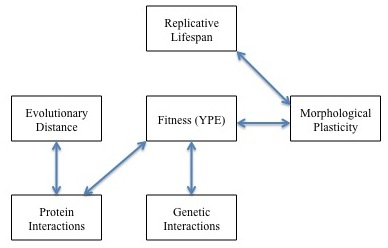 Replicative
Lifespan
Evolutionary
Distance
Fitness (YPE)
Morphological
Plasticity
Protein
Interactions
Genetic
Interactions